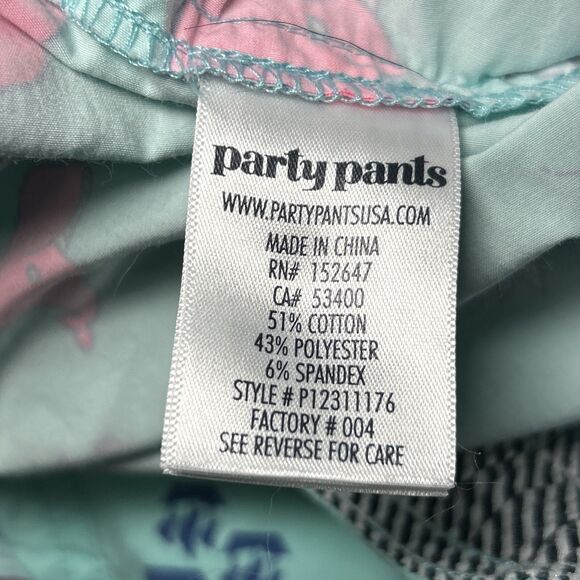 party pants
WWW.PARTYPANTSUSA.COM
MADE IN CHINA
RN# 152647
CA# 53400
51% COTTON
43% POLYESTER
6% SPANDEX
STYLE # P12311176
FACTORY # 004
SEE REVERSE FOR CARE